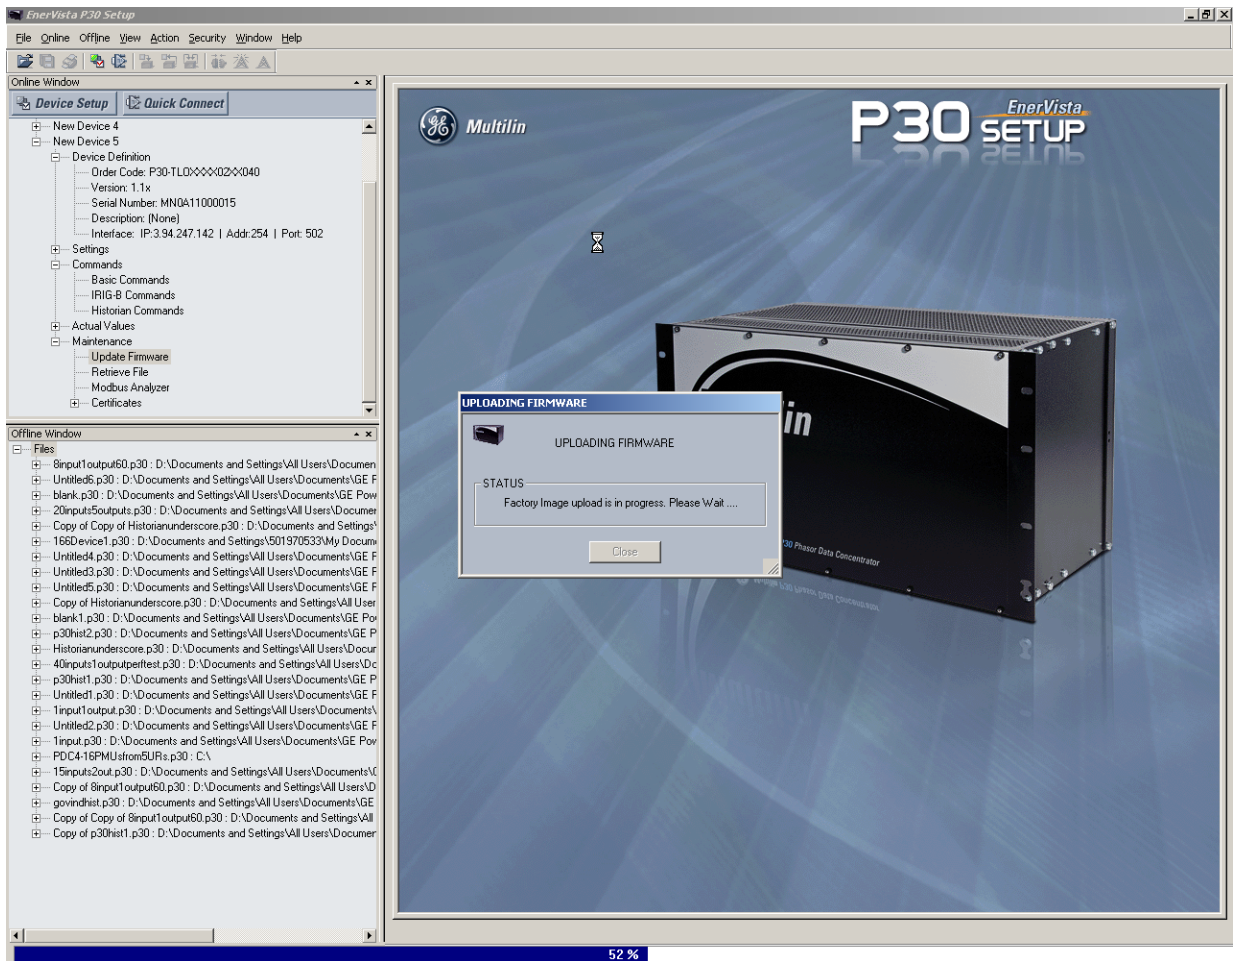 EnerVista P30 Setup
File Online Offline View Action Security Window Help
Online Window
Device Setup Quick Connect
New Device 4
New Device 5
Device Definition
Order Code: P30-TL0XXXX02XX040
Version: 1.1x
Serial Number: MN0A11000015
Description: (None)
Interface: IP:3.94.247.142 | Addr:254 | Port: 502
Settings
Commands
Basic Commands
IRIG-B Commands
Historian Commands
Actual Values
Maintenance
Update Firmware
Retrieve File
Modbus Analyzer
Certificates
Offline Window
Files
8input1output60.p30 : D:\Documents and Settings\All Users\Documen
Untitled6.p30 : D:\Documents and Settings\All Users\Documents\GE F
blank.p30 : D:\Documents and Settings\All Users\Documents\GE Pow
20inputs5outputs.p30 : D:\Documents and Settings\All Users\Documer
Copy of Copy of Historianunderscore.p30 : D:\Documents and Settings\
166Device1.p30 : D:\Documents and Settings\501970533\My Docum
Untitled4.p30 : D:\Documents and Settings\All Users\Documents\GE F
Untitled3.p30 : D:\Documents and Settings\All Users\Documents\GE F
Untitled5.p30 : D:\Documents and Settings\All Users\Documents\GE F
Copy of Historianunderscore.p30 : D:\Documents and Settings\All User
blank1.p30 : D:\Documents and Settings\All Users\Documents\GE Po
p30hist2.p30 : D:\Documents and Settings\All Users\Documents\GE P
Historianunderscore.p30 : D:\Documents and Settings\All Users\Docur
40inputs1outputperftest.p30 : D:\Documents and Settings\All Users\Dc
p30hist1.p30 : D:\Documents and Settings\All Users\Documents\GE P
Untitled1.p30 : D:\Documents and Settings\All Users\Documents\GE F
1input1output.p30 : D:\Documents and Settings\All Users\Documents\
Untitled2.p30 : D:\Documents and Settings\All Users\Documents\GE F
1input.p30 : D:\Documents and Settings\All Users\Documents\GE Pow
PDC4-16PMUsfrom5URs.p30 : C:\
15inputs2out.p30 : D:\Documents and Settings\All Users\Documents\G
Copy of 8input1output60.p30 : D:\Documents and Settings\All Users\D
govindhist.p30 : D:\Documents and Settings\All Users\Documents\GE
Copy of Copy of 8input1output60.p30 : D:\Documents and Settings\All
Copy of p30hist1.p30 : D:\Documents and Settings\All Users\Documer
GE Multilin
P30 EnerVista SETUP
lin
P30 Phasor Data Concentrator
UPLOADING FIRMWARE
UPLOADING FIRMWARE
STATUS
Factory Image upload is in progress. Please Wait ....
Close
52 %